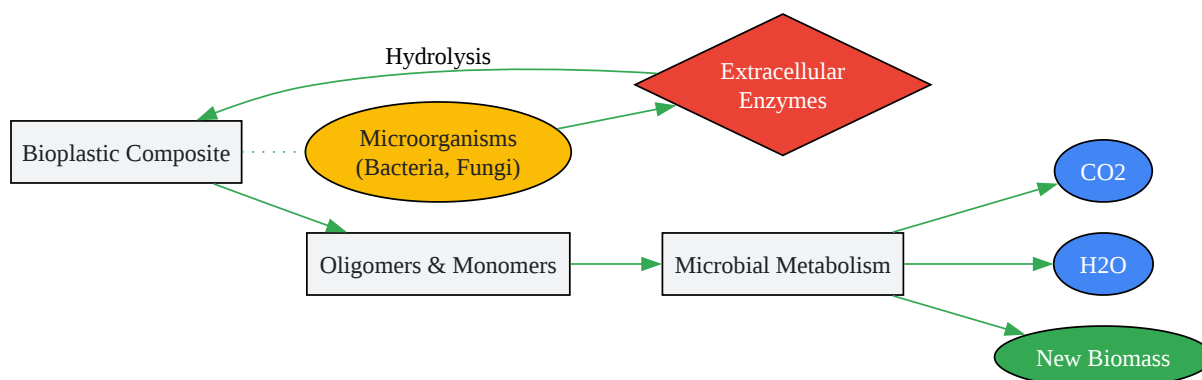 Hydrolysis
Extracellular
Enzymes
Bioplastic Composite
Microorganisms
(Bacteria, Fungi)
CO2
Oligomers & Monomers
Microbial Metabolism
H2O
New Biomass